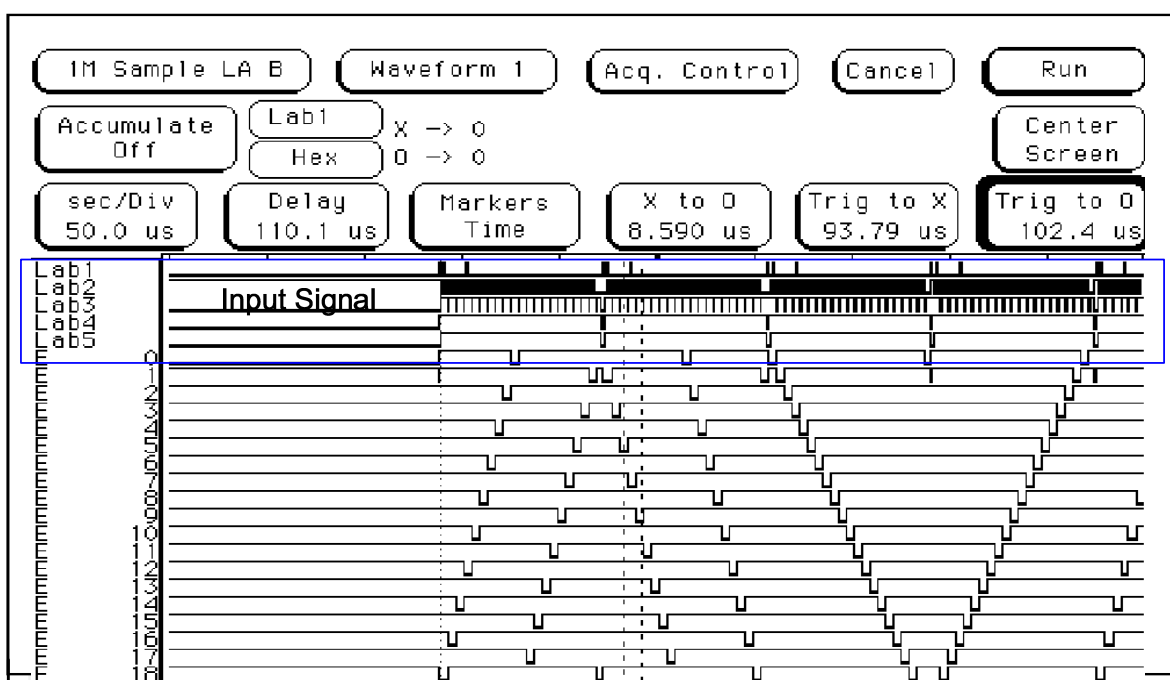 1M Sample LA B Waveform 1 Acq. Control Cancel Run
Accumulate Off
Lab1 X -> 0
Hex O -> 0
Center Screen
sec/Div Delay Markers X to O Trig to X Trig to O
50.0 us 110.1 us Time 8.590 us 93.79 us 102.4 us
Lab1
Lab2
Input Signal
Lab3
Lab4
Lab5
E 0
E 1
E 2
E 3
E 4
E 5
E 6
E 7
E 8
E 9
E 10
E 11
E 12
E 13
E 14
E 15
E 16
E 17
E 18